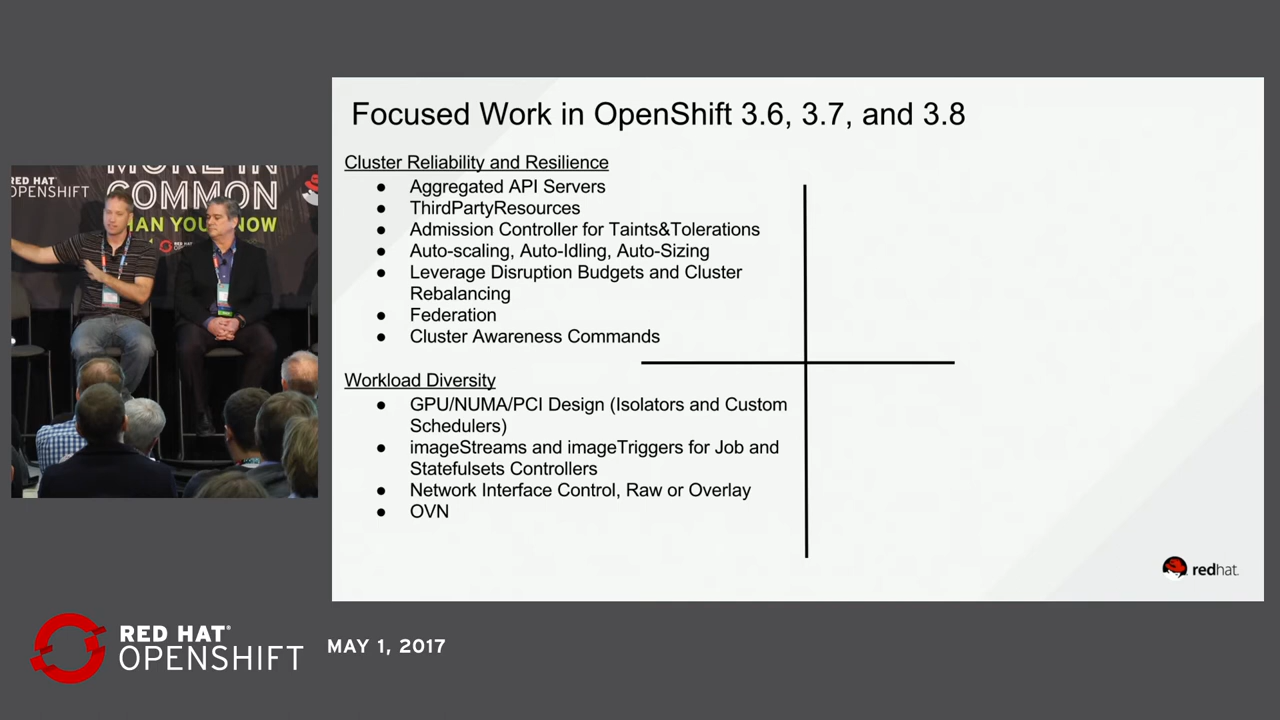 Focused Work in OpenShift 3.6, 3.7, and 3.8
Cluster Reliability and Resilience
● Aggregated API Servers
● ThirdPartyResources
● Admission Controller for Taints&Tolerations
● Auto-scaling, Auto-Idling, Auto-Sizing
● Leverage Disruption Budgets and Cluster
Rebalancing
● Federation
● Cluster Awareness Commands
Workload Diversity
● GPU/NUMA/PCI Design (Isolators and Custom
Schedulers)
● imageStreams and imageTriggers for Job and
Statefulsets Controllers
● Network Interface Control, Raw or Overlay
● OVN
redhat.
MORE IN
RED HAT
OPENSHIFT
COMMON
HAN YOU NOW
RED HAT®
OPENSHIFT
MAY 1, 2017